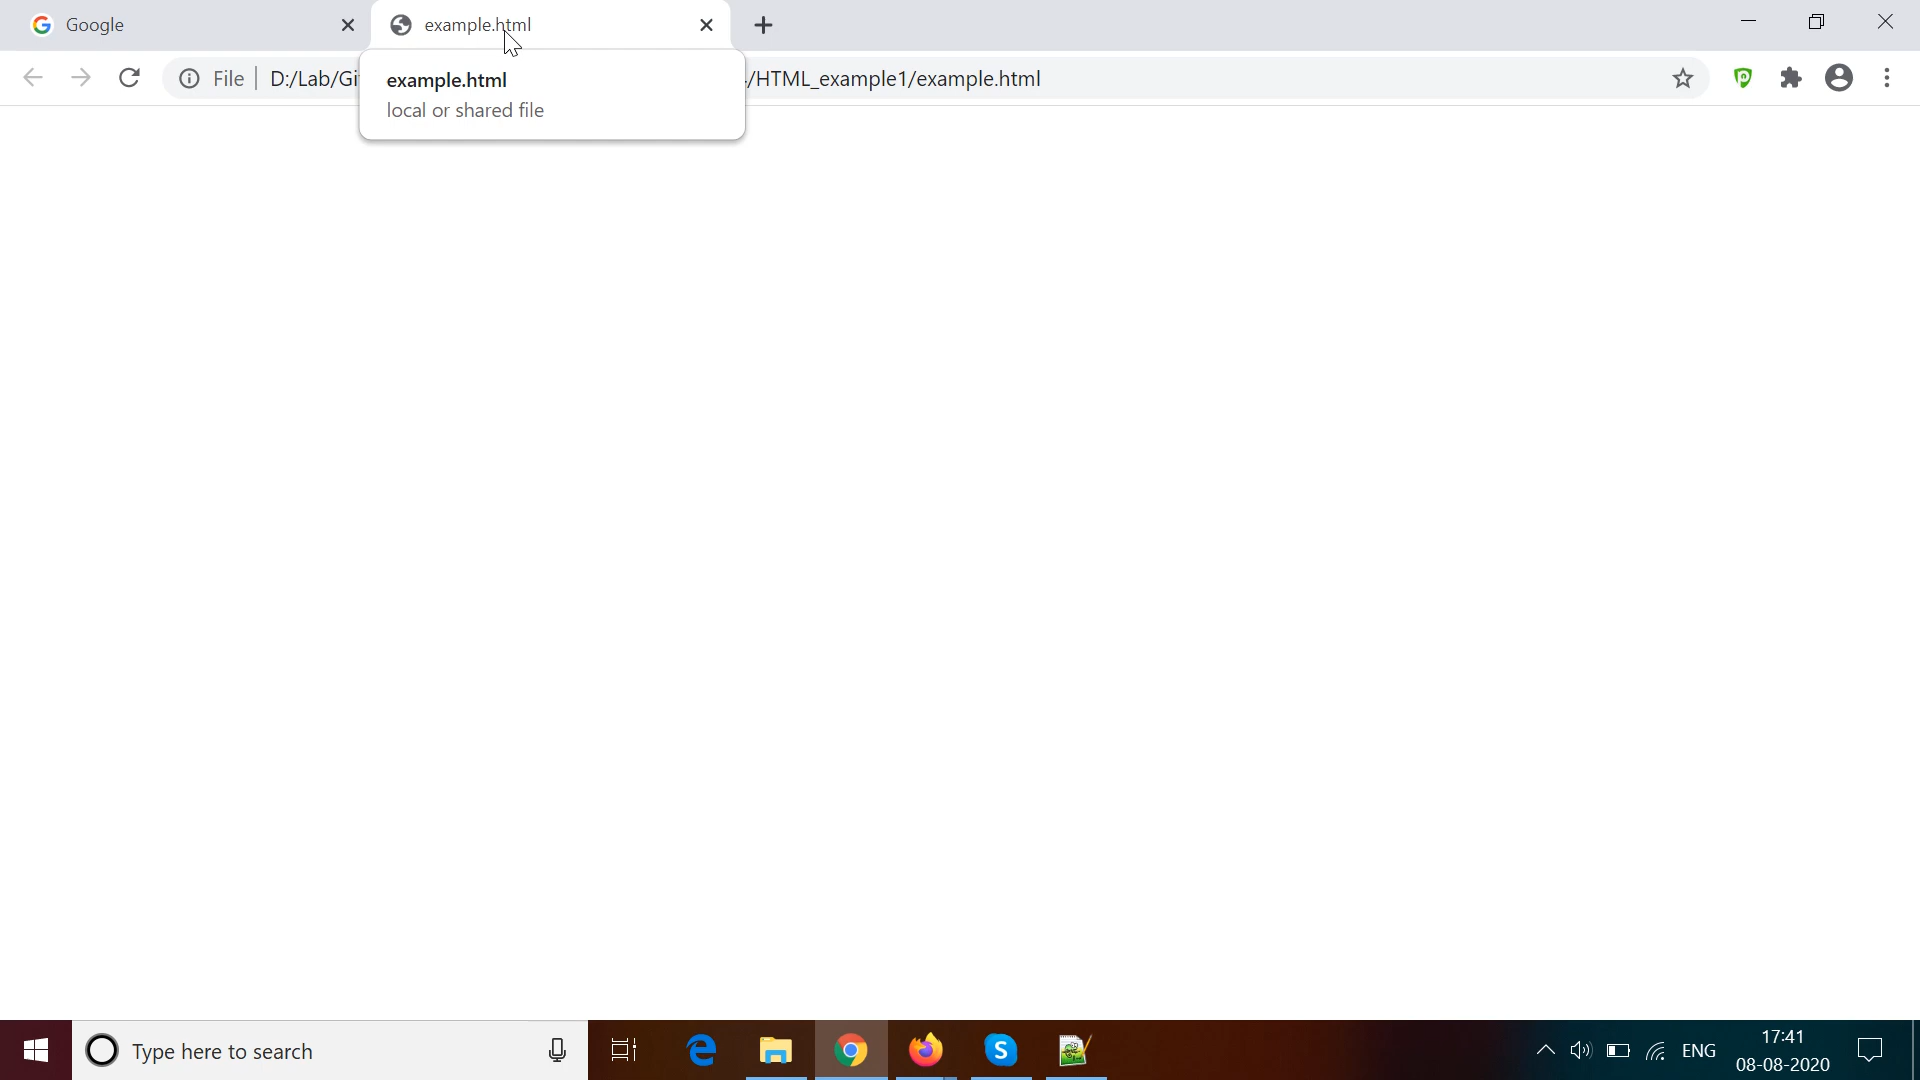 Google
example.html
File
D:/Lab/Gi
/HTML_example1/example.html
example.html
local or shared file
Type here to search
ENG
17:41
08-08-2020